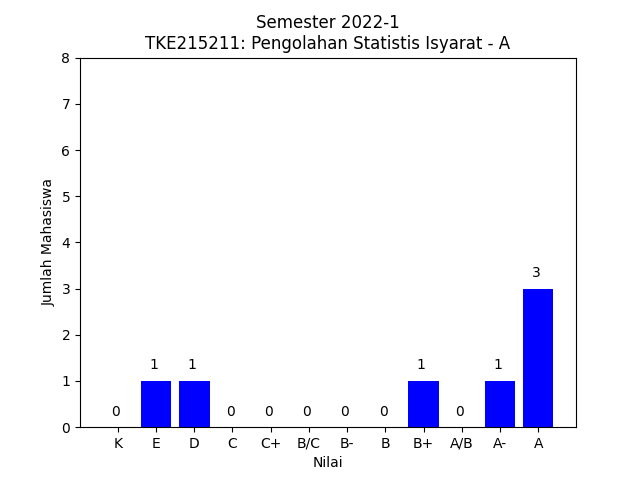 Semester 2022-1
TKE215211: Pengolahan Statistis Isyarat - A
8
7
6
5
4
3
2
1
0
Jumlah Mahasiswa
0 1 1 0 0 0 0 0 1 0 1 3
K E D C C+ B/C B- B B+ A/B A- A
Nilai